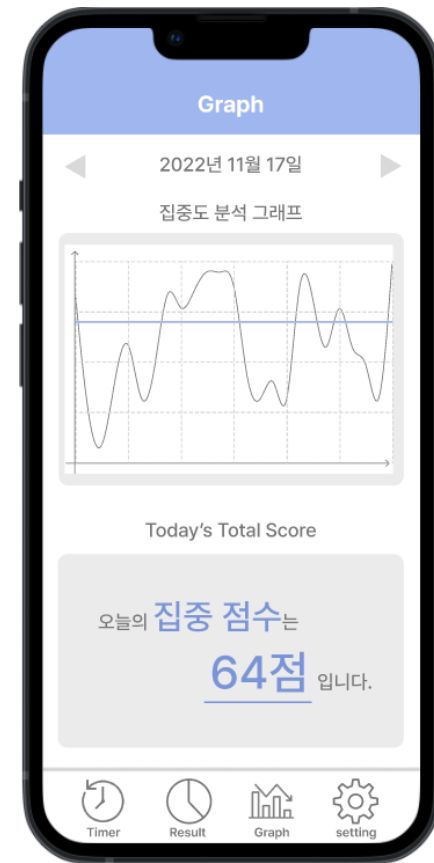 Graph
2022년 11월 17일
집중도 분석 그래프
Today's Total Score
오늘의 집중 점수는
64점 입니다.
Timer Result Graph setting